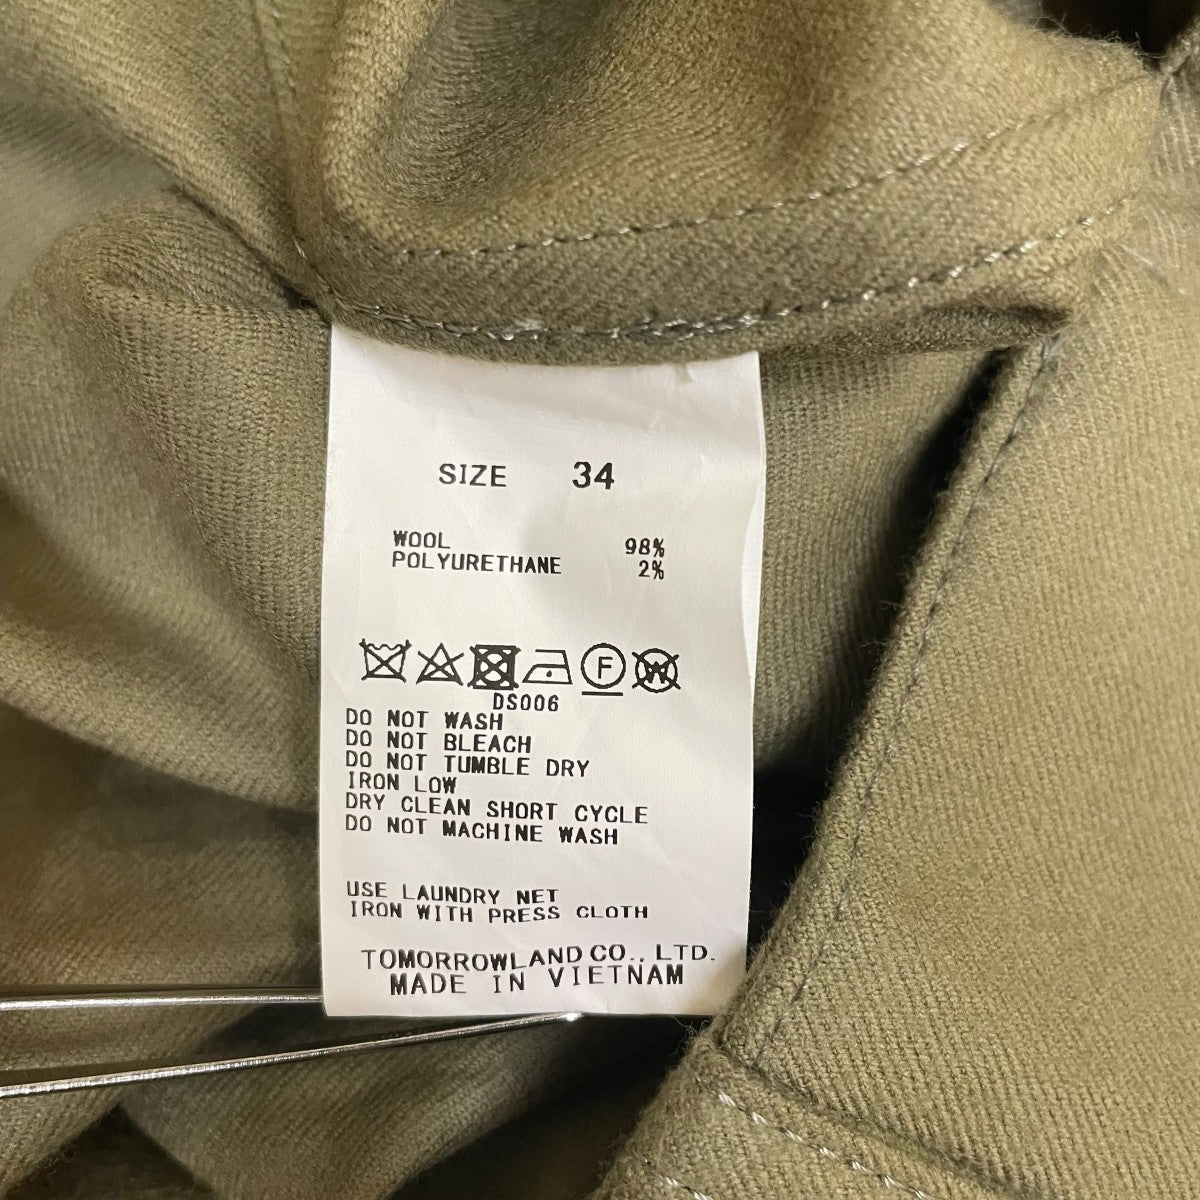 SIZE 34
WOOL 98%
POLYURETHANE 2%
F W
DS006
DO NOT WASH
DO NOT BLEACH
DO NOT TUMBLE DRY
IRON LOW
DRY CLEAN SHORT CYCLE
DO NOT MACHINE WASH
USE LAUNDRY NET
IRON WITH PRESS CLOTH
TOMORROWLAND CO., LTD.
MADE IN VIETNAM